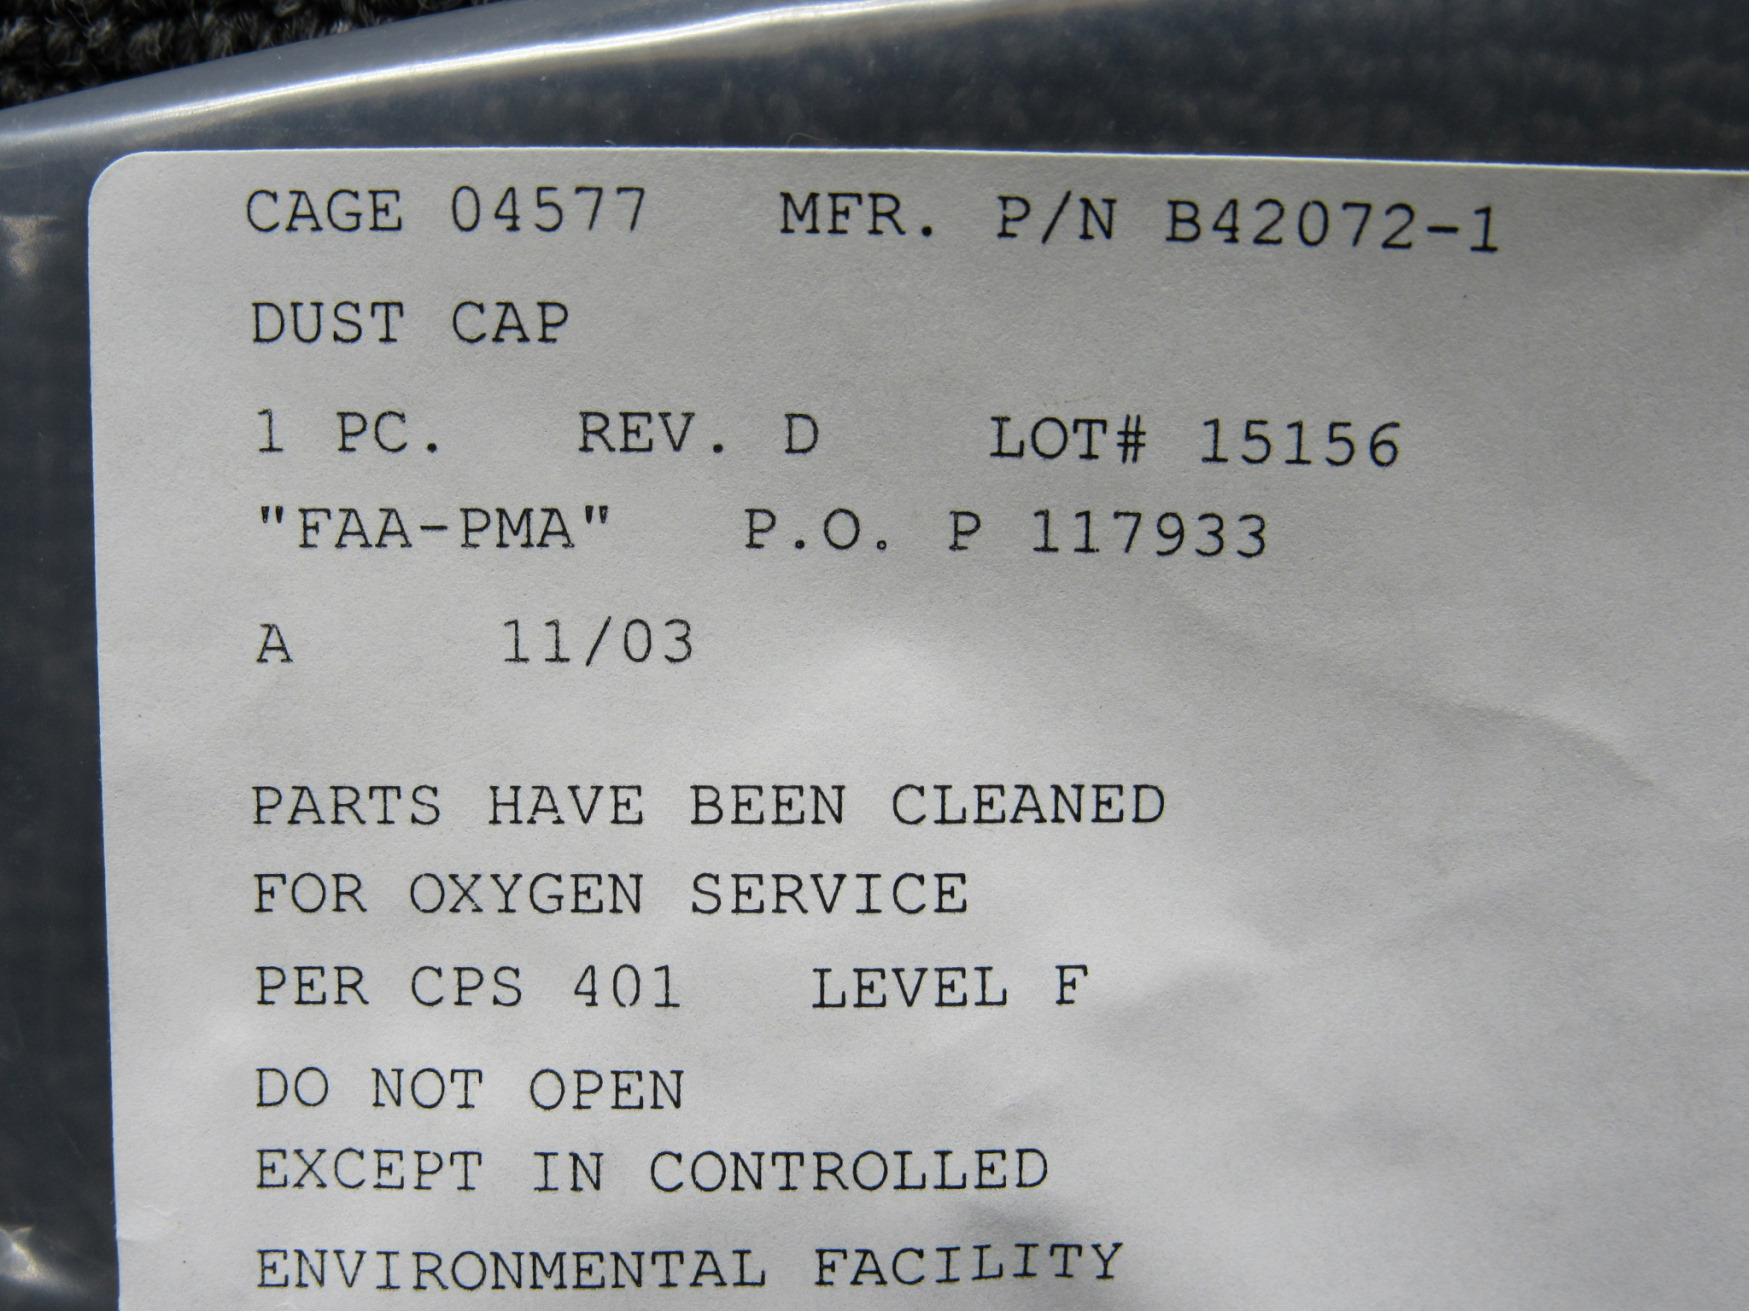 CAGE 04577 MFR. P/N B42072-1
DUST CAP
1 PC. REV. D LOT# 15156
"FAA-PMA" P.O. P 117933
A 11/03
PARTS HAVE BEEN CLEANED
FOR OXYGEN SERVICE
PER CPS 401 LEVEL F
DO NOT OPEN
EXCEPT IN CONTROLLED
ENVIRONMENTAL FACILITY